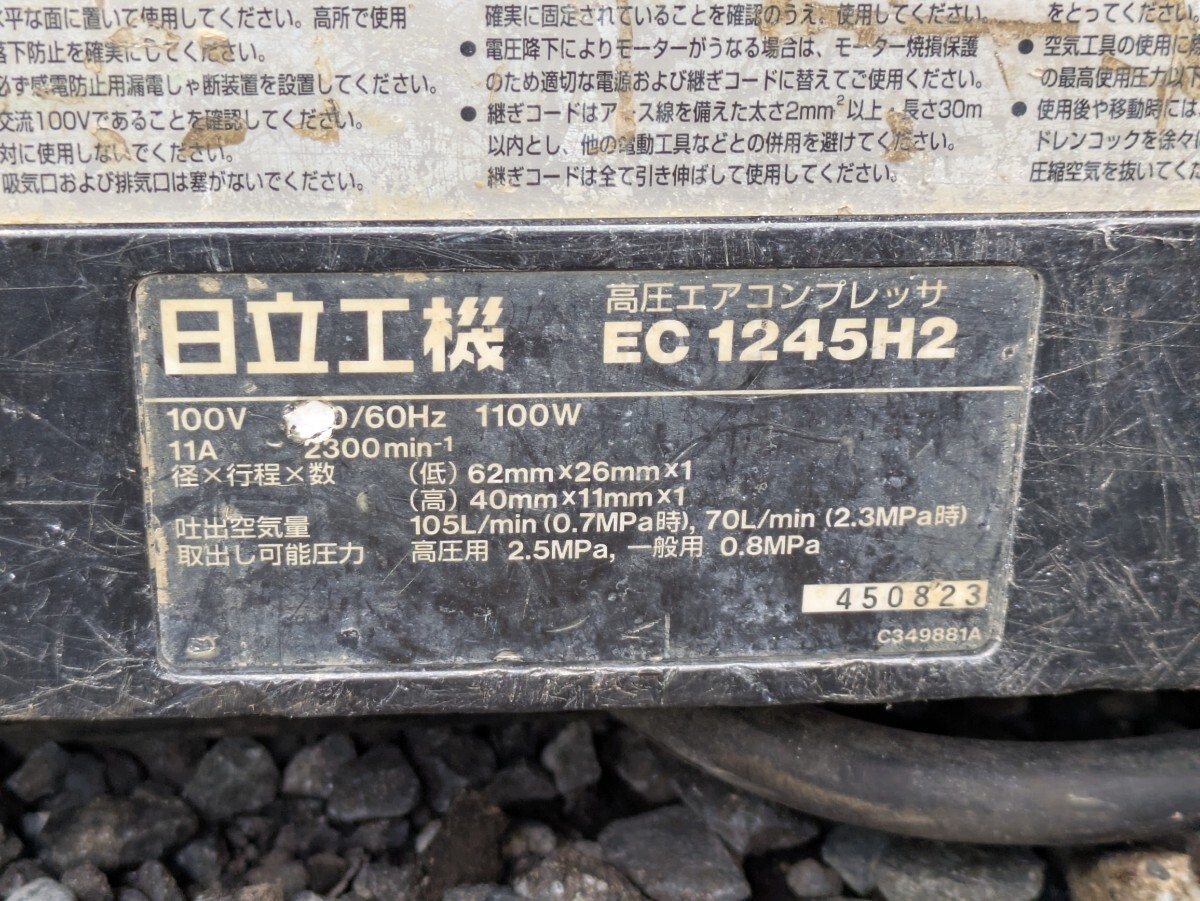 水平な面に置いて使用してください。高所で使用
落下防止を確実にしてください。
必ず感電防止用漏電しゃ断装置を設置してください。
交流100Vであることを確認してください。
対に使用しないでください。
吸気口および排気口は塞がないでください。
確実に固定されていることを確認のうえ、使用してください。
● 電圧降下によりモーターがうなる場合は、モーター焼損保護
のため適切な電源および継ぎコードに替えてご使用ください。
● 継ぎコードはアース線を備えた太さ2mm²以上・長さ30m
以内とし、他の電動工具などとの併用を避けてください。
継ぎコードは全て引き伸ばして使用してください。
をとってください
● 空気工具の使用に
の最高使用圧力以下
● 使用後や移動時には
ドレンコックを徐々に
圧縮空気を抜いてくだ
日立工機
高圧エアコンプレッサ
EC 1245H2
100V 0/60Hz 1100W
11A 2300min⁻¹
径×行程×数 (低) 62mm×26mm×1
(高) 40mm×11mm×1
吐出空気量 105L/min (0.7MPa時), 70L/min (2.3MPa時)
取出し可能圧力 高圧用 2.5MPa, 一般用 0.8MPa
450823
C349881A